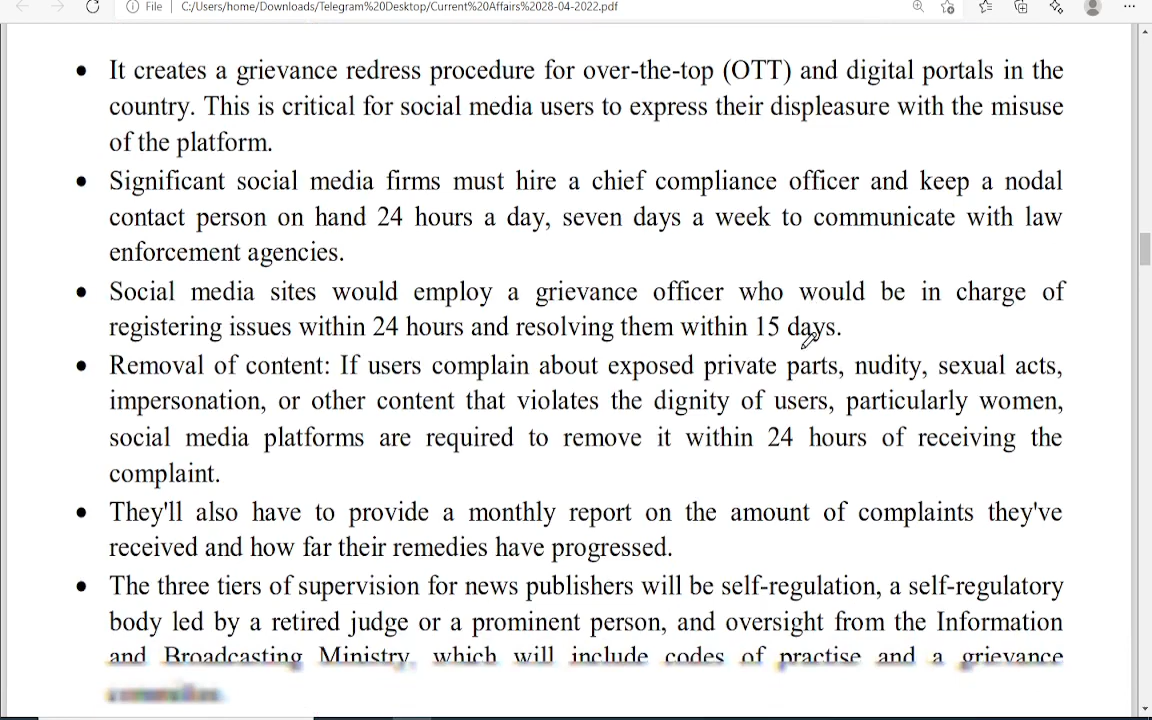 File
C:/Users/home/Downloads/Telegram%20Desktop/Current%20Affairs%2028-04-2022.pdf
• It creates a grievance redress procedure for over-the-top (OTT) and digital portals in the
country. This is critical for social media users to express their displeasure with the misuse
of the platform.
• Significant social media firms must hire a chief compliance officer and keep a nodal
contact person on hand 24 hours a day, seven days a week to communicate with law
enforcement agencies.
• Social media sites would employ a grievance officer who would be in charge of
registering issues within 24 hours and resolving them within 15 days.
• Removal of content: If users complain about exposed private parts, nudity, sexual acts,
impersonation, or other content that violates the dignity of users, particularly women,
social media platforms are required to remove it within 24 hours of receiving the
complaint.
• They'll also have to provide a monthly report on the amount of complaints they've
received and how far their remedies have progressed.
• The three tiers of supervision for news publishers will be self-regulation, a self-regulatory
body led by a retired judge or a prominent person, and oversight from the Information
and Broadcasting Ministry, which will include codes of practise and a grievance